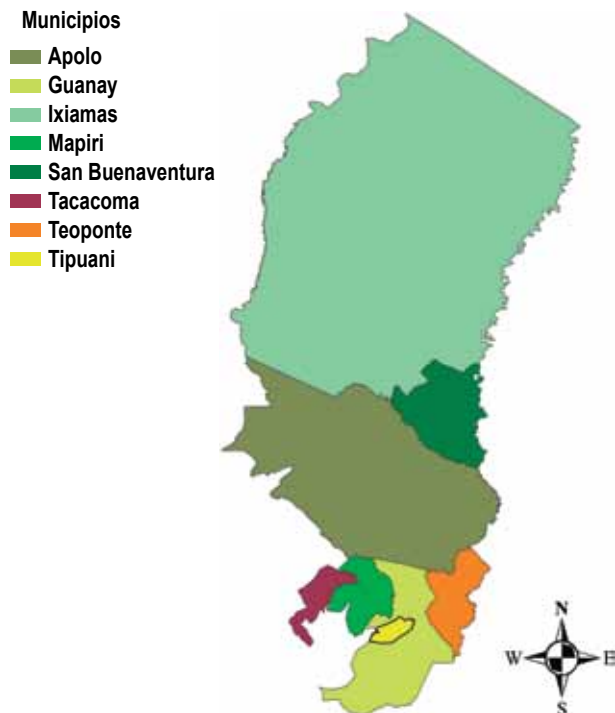 Municipios
Apolo
Guanay
Ixiamas
Mapiri
San Buenaventura
Tacacoma
Teoponte
Tipuani
N
W E
S